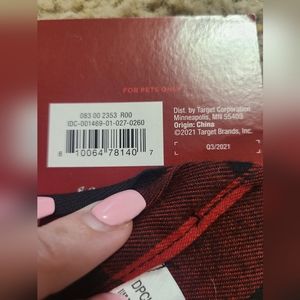 FOR PETS ONLY
083 00 2353 R00
IDC-001469-01-027-0260
8 10064 78140 7
Dist. by Target Corporation
Minneapolis, MN 55403
Origin: China
©2021 Target Brands, Inc.
Q3/2021